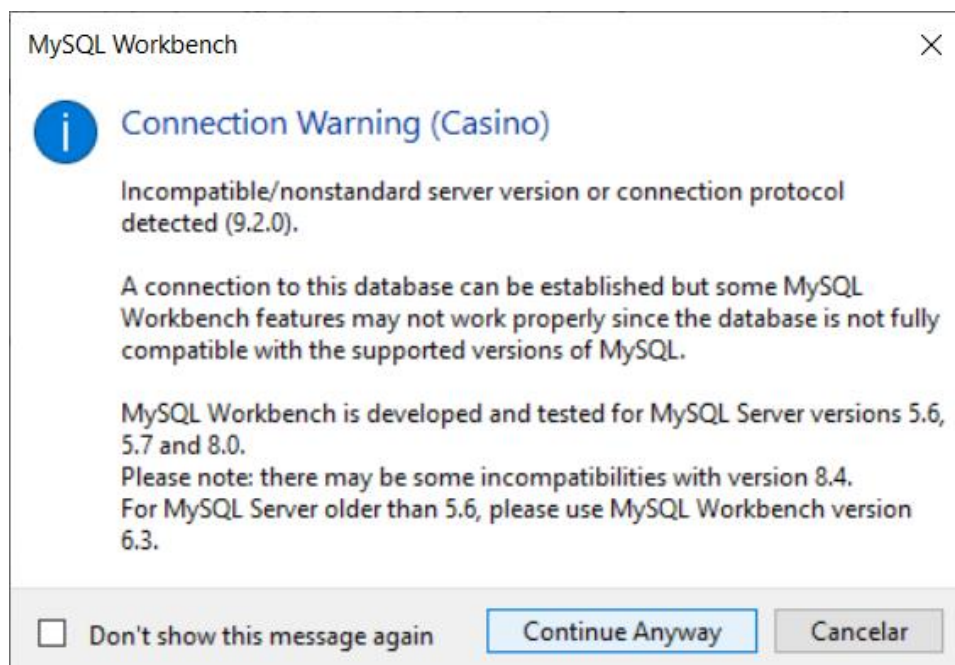 MySQL Workbench
Connection Warning (Casino)
Incompatible/nonstandard server version or connection protocol
detected (9.2.0).
A connection to this database can be established but some MySQL
Workbench features may not work properly since the database is not fully
compatible with the supported versions of MySQL.
MySQL Workbench is developed and tested for MySQL Server versions 5.6,
5.7 and 8.0.
Please note: there may be some incompatibilities with version 8.4.
For MySQL Server older than 5.6, please use MySQL Workbench version
6.3.
Don't show this message again
Continue Anyway
Cancelar